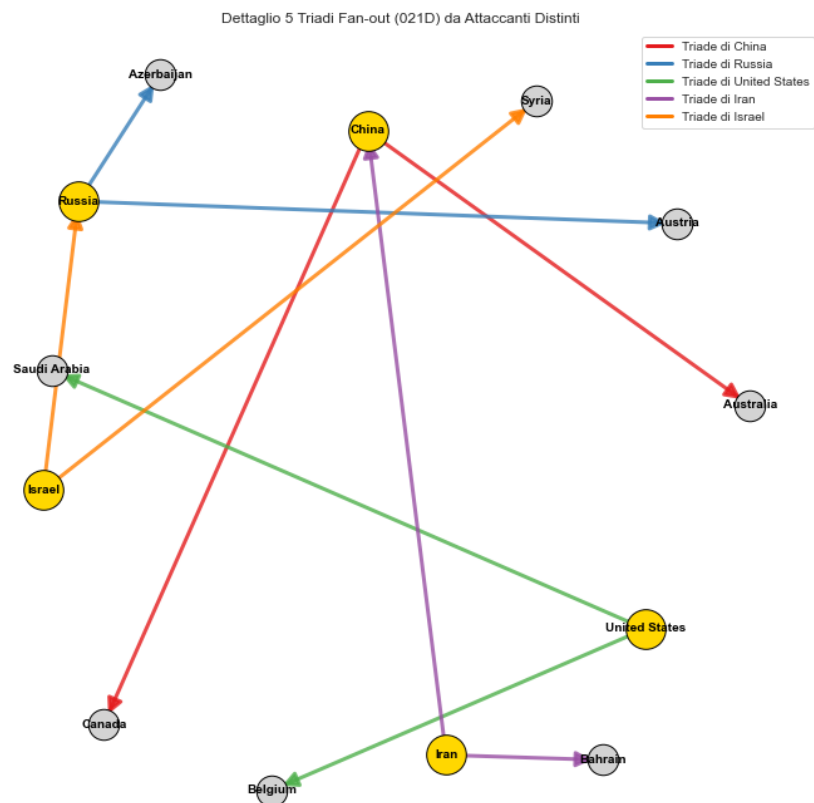 Dettaglio 5 Triadi Fan-out (021D) da Attaccanti Distinti
Triade di China
Triade di Russia
Triade di United States
Triade di Iran
Triade di Israel
Azerbaijan
Syria
China
Russia
Austria
Saudi Arabia
Australia
Israel
United States
Canada
Iran
Bahrain
Belgium